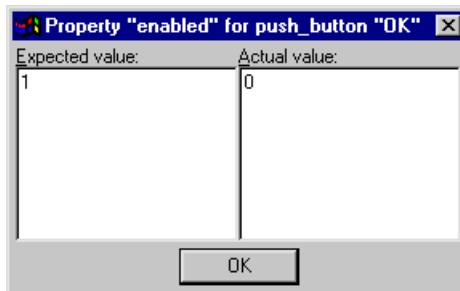 Property "enabled" for push_button "OK"
Expected value: Actual value:
1 0
OK